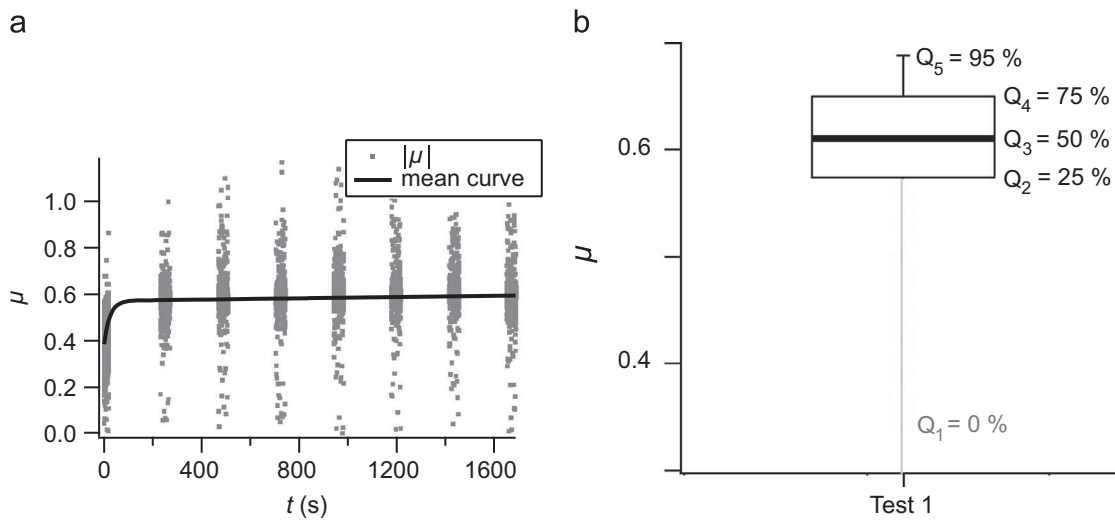 a
|μ|
mean curve
1.0
0.8
0.6
0.4
0.2
0.0
μ
0 400 800 1200 1600
t (s)
b
Q5 = 95 %
Q4 = 75 %
Q3 = 50 %
Q2 = 25 %
Q1 = 0 %
0.6
0.4
μ
Test 1